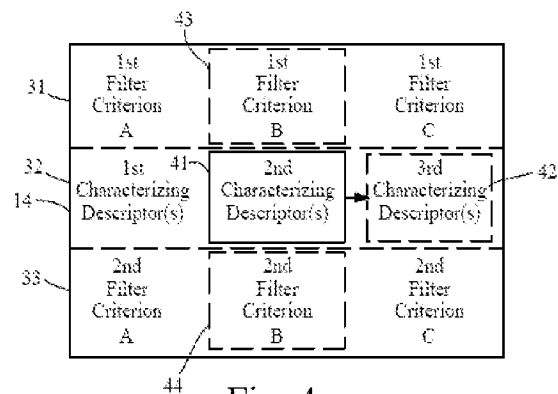 43
31
1st
Filter
Criterion
A
1st
Filter
Criterion
B
1st
Filter
Criterion
C
32
14
41
42
1st
Characterizing
Descriptor(s)
2nd
Characterizing
Descriptor(s)
3rd
Characterizing
Descriptor(s)
33
2nd
Filter
Criterion
A
2nd
Filter
Criterion
B
2nd
Filter
Criterion
C
44